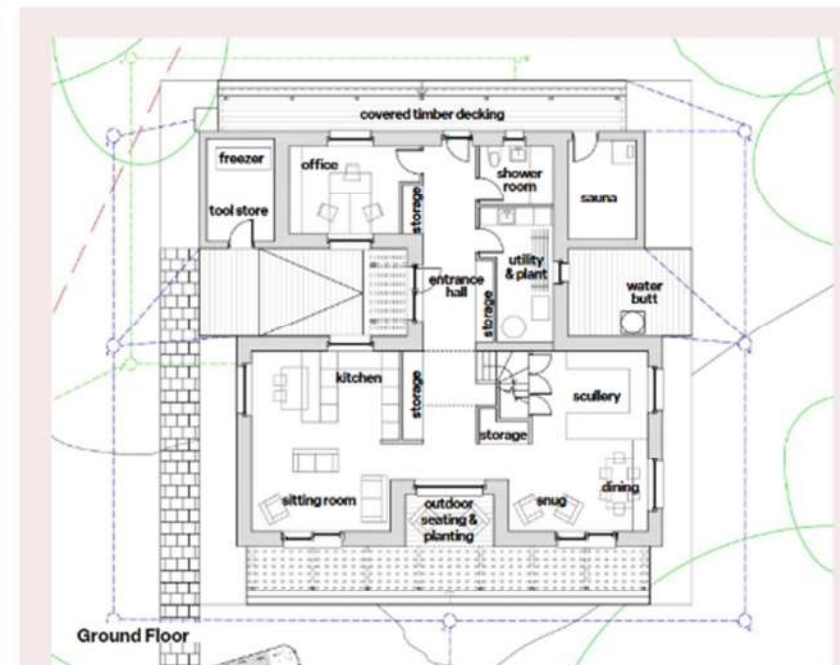 covered timber decking
freezer
office
shower
room
tool store
storage
sauna
utility
& plant
entrance
hall
storage
water
butt
kitchen
storage
scullery
storage
sitting room
outdoor
seating &
planting
snug
dining
Ground Floor